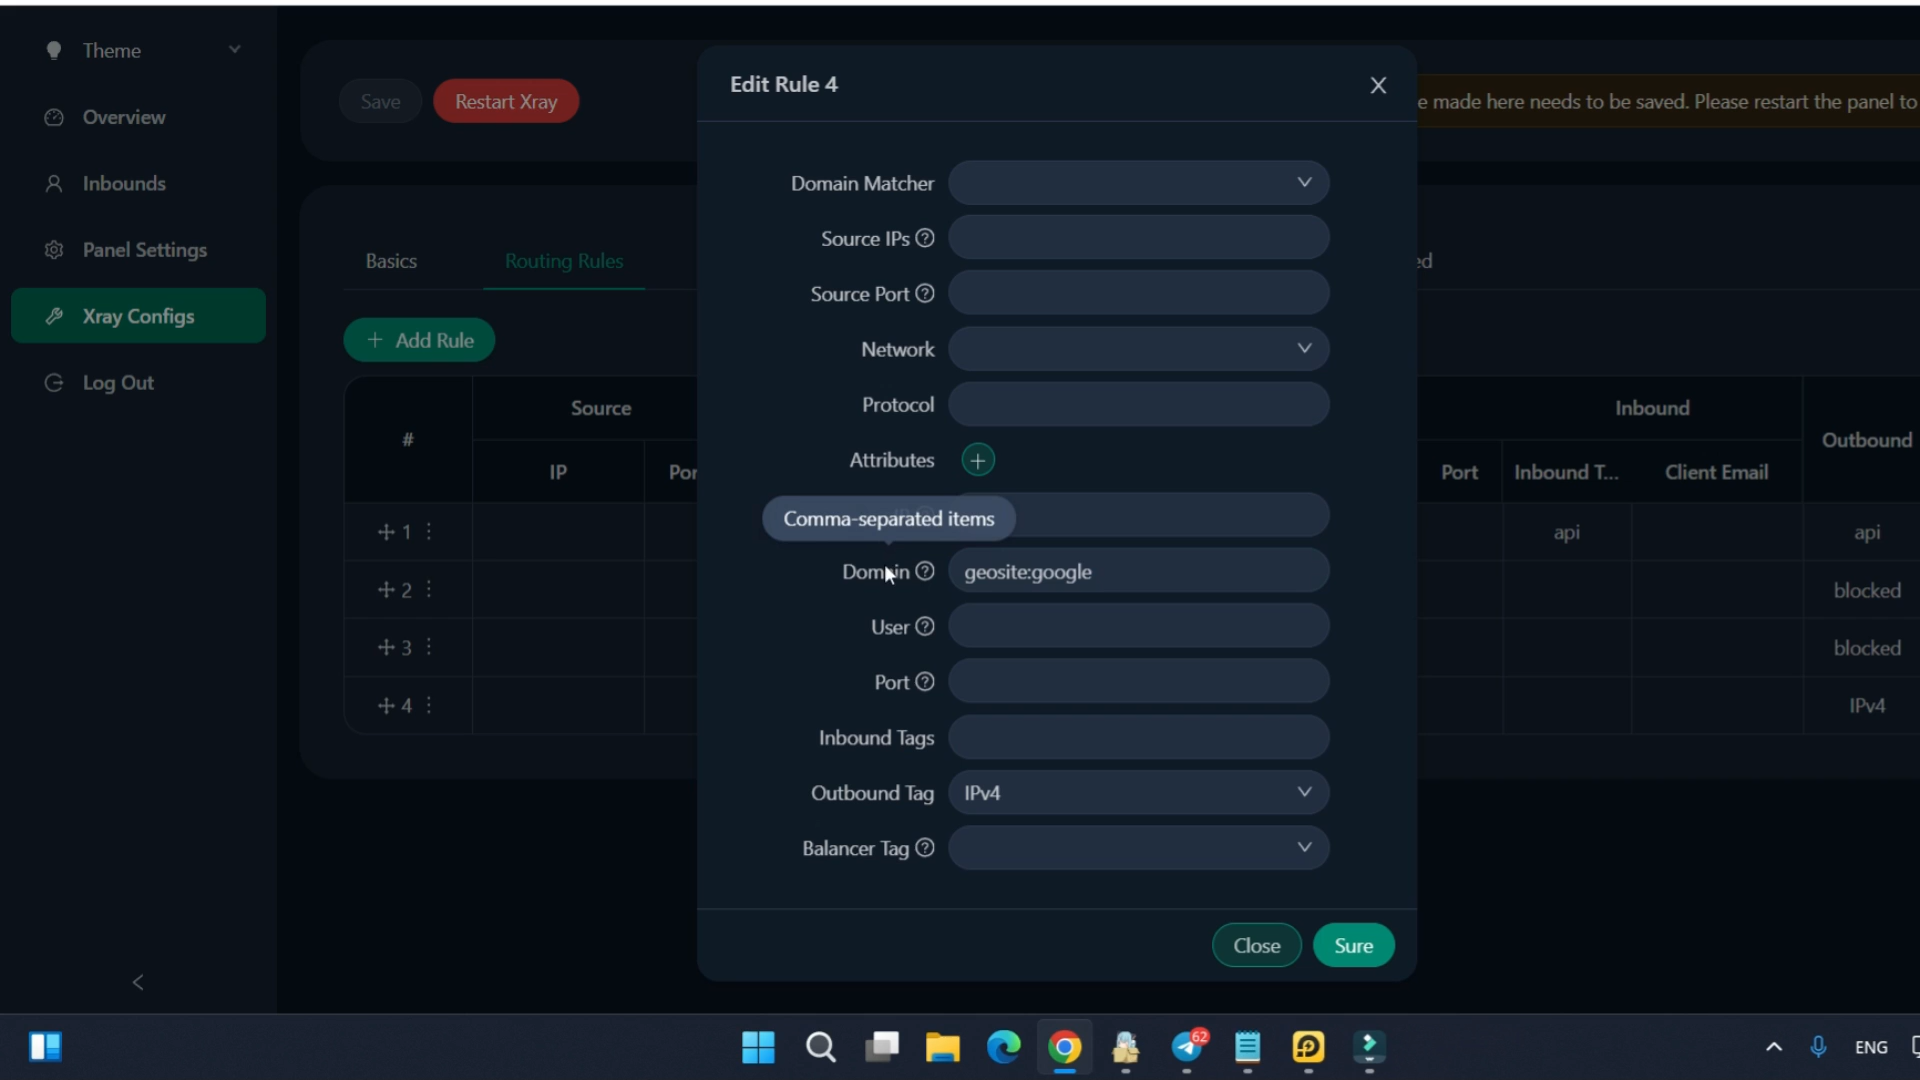 Theme
Overview
Inbounds
Panel Settings
Xray Configs
Log Out
Save
Restart Xray
e made here needs to be saved. Please restart the panel to
Basics
Routing Rules
ed
+ Add Rule
#
Source
IP
Por
Inbound
Port
Inbound T...
Client Email
Outbound
1
api
api
2
blocked
3
blocked
4
IPv4
Edit Rule 4
Domain Matcher
Source IPs
Source Port
Network
Protocol
Attributes
Comma-separated items
Domain geosite:google
User
Port
Inbound Tags
Outbound Tag IPv4
Balancer Tag
Close
Sure
62
ENG